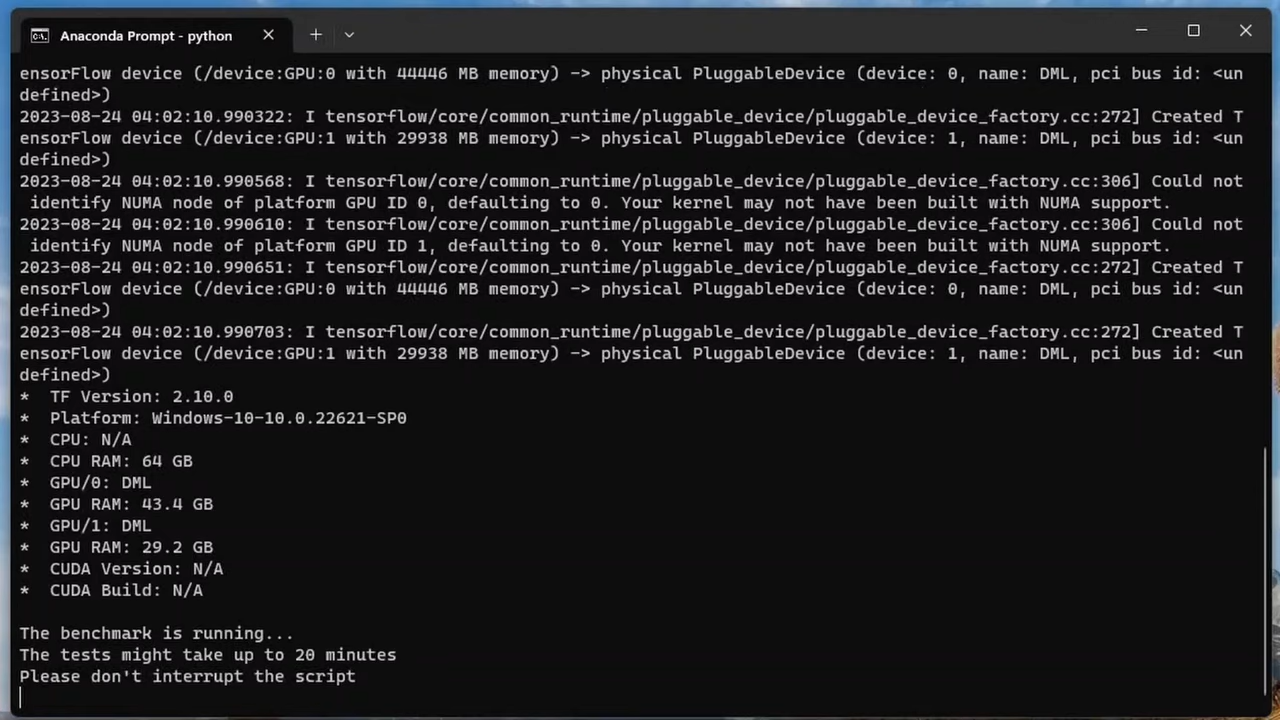 Anaconda Prompt - python
ensorFlow device (/device:GPU:0 with 44446 MB memory) -> physical PluggableDevice (device: 0, name: DML, pci bus id: <un
defined>)
2023-08-24 04:02:10.990322: I tensorflow/core/common_runtime/pluggable_device/pluggable_device_factory.cc:272] Created T
ensorFlow device (/device:GPU:1 with 29938 MB memory) -> physical PluggableDevice (device: 1, name: DML, pci bus id: <un
defined>)
2023-08-24 04:02:10.990568: I tensorflow/core/common_runtime/pluggable_device/pluggable_device_factory.cc:306] Could not
 identify NUMA node of platform GPU ID 0, defaulting to 0. Your kernel may not have been built with NUMA support.
2023-08-24 04:02:10.990610: I tensorflow/core/common_runtime/pluggable_device/pluggable_device_factory.cc:306] Could not
 identify NUMA node of platform GPU ID 1, defaulting to 0. Your kernel may not have been built with NUMA support.
2023-08-24 04:02:10.990651: I tensorflow/core/common_runtime/pluggable_device/pluggable_device_factory.cc:272] Created T
ensorFlow device (/device:GPU:0 with 44446 MB memory) -> physical PluggableDevice (device: 0, name: DML, pci bus id: <un
defined>)
2023-08-24 04:02:10.990703: I tensorflow/core/common_runtime/pluggable_device/pluggable_device_factory.cc:272] Created T
ensorFlow device (/device:GPU:1 with 29938 MB memory) -> physical PluggableDevice (device: 1, name: DML, pci bus id: <un
defined>)
*  TF Version: 2.10.0
*  Platform: Windows-10-10.0.22621-SP0
*  CPU: N/A
*  CPU RAM: 64 GB
*  GPU/0: DML
*  GPU RAM: 43.4 GB
*  GPU/1: DML
*  GPU RAM: 29.2 GB
*  CUDA Version: N/A
*  CUDA Build: N/A
The benchmark is running...
The tests might take up to 20 minutes
Please don't interrupt the script